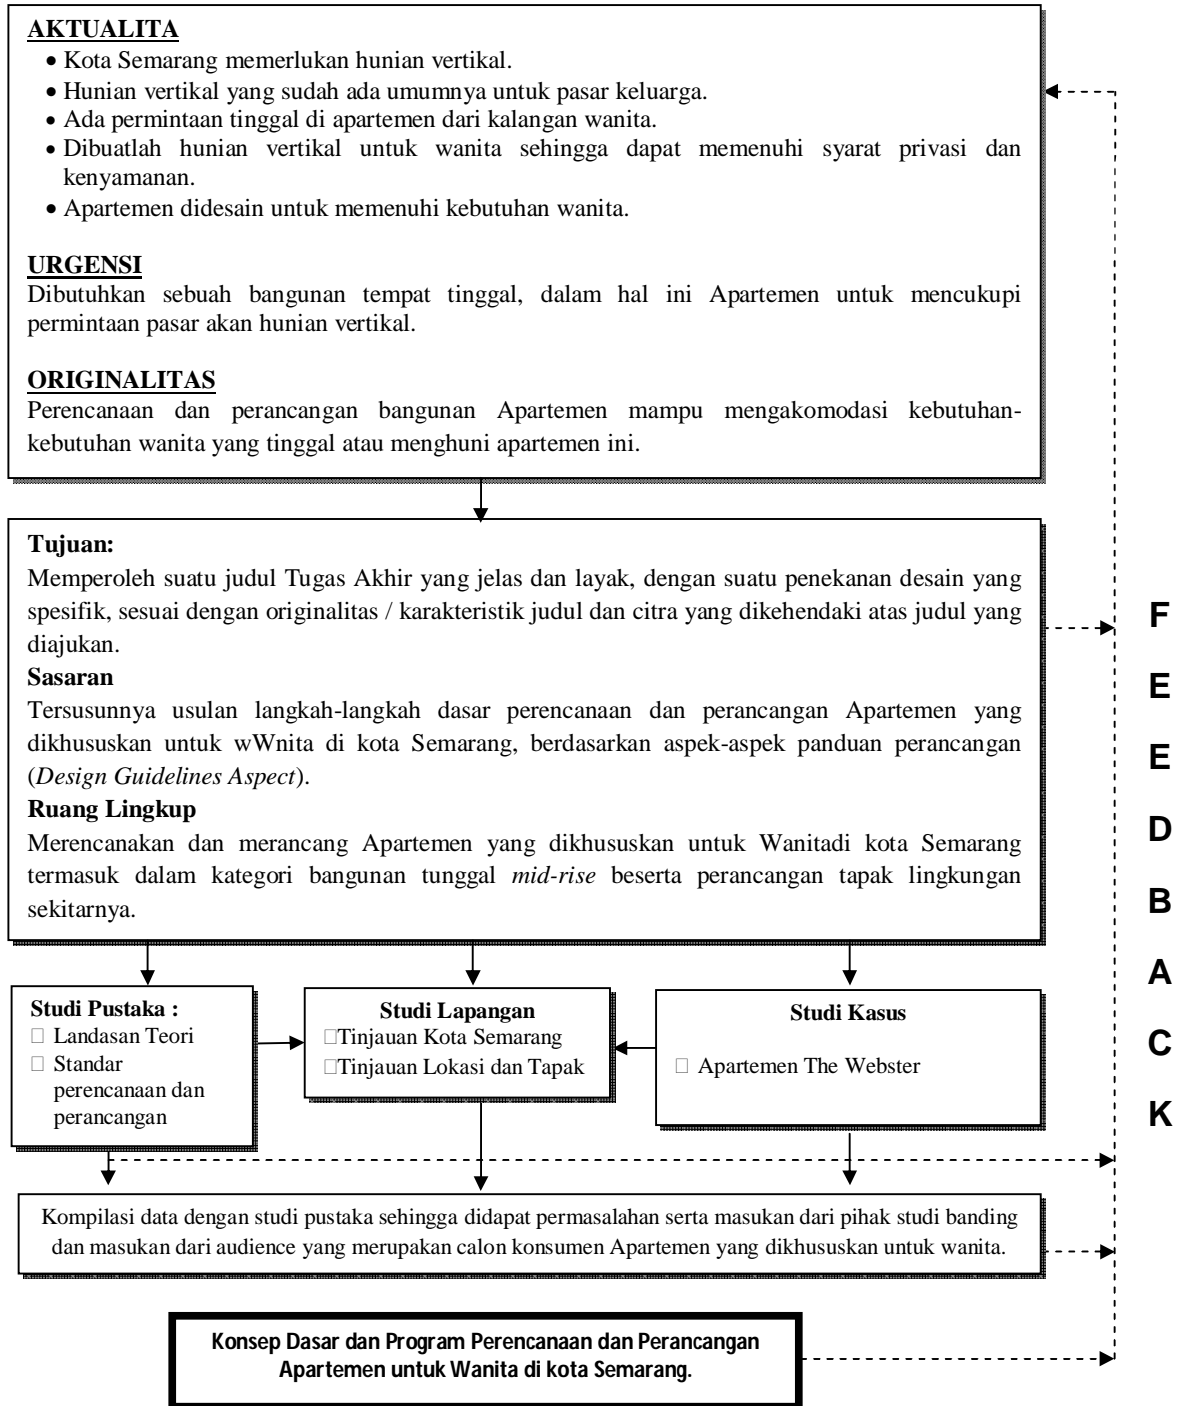 AKTUALITA
• Kota Semarang memerlukan hunian vertikal.
• Hunian vertikal yang sudah ada umumnya untuk pasar keluarga.
• Ada permintaan tinggal di apartemen dari kalangan wanita.
• Dibuatlah hunian vertikal untuk wanita sehingga dapat memenuhi syarat privasi dan
kenyamanan.
• Apartemen didesain untuk memenuhi kebutuhan wanita.
URGENSI
Dibutuhkan sebuah bangunan tempat tinggal, dalam hal ini Apartemen untuk mencukupi
permintaan pasar akan hunian vertikal.
ORIGINALITAS
Perencanaan dan perancangan bangunan Apartemen mampu mengakomodasi kebutuhan-
kebutuhan wanita yang tinggal atau menghuni apartemen ini.
Tujuan:
Memperoleh suatu judul Tugas Akhir yang jelas dan layak, dengan suatu penekanan desain yang
spesifik, sesuai dengan originalitas / karakteristik judul dan citra yang dikehendaki atas judul yang
diajukan.
Sasaran
Tersusunnya usulan langkah-langkah dasar perencanaan dan perancangan Apartemen yang
dikhususkan untuk wWnita di kota Semarang, berdasarkan aspek-aspek panduan perancangan
(Design Guidelines Aspect).
Ruang Lingkup
Merencanakan dan merancang Apartemen yang dikhususkan untuk Wanitadi kota Semarang
termasuk dalam kategori bangunan tunggal mid-rise beserta perancangan tapak lingkungan
sekitarnya.
Studi Pustaka :
Landasan Teori
Standar
perencanaan dan
perancangan
Studi Lapangan
Tinjauan Kota Semarang
Tinjauan Lokasi dan Tapak
Studi Kasus
Apartemen The Webster
Kompilasi data dengan studi pustaka sehingga didapat permasalahan serta masukan dari pihak studi banding
dan masukan dari audience yang merupakan calon konsumen Apartemen yang dikhususkan untuk wanita.
Konsep Dasar dan Program Perencanaan dan Perancangan
Apartemen untuk Wanita di kota Semarang.
F
E
E
D
B
A
C
K